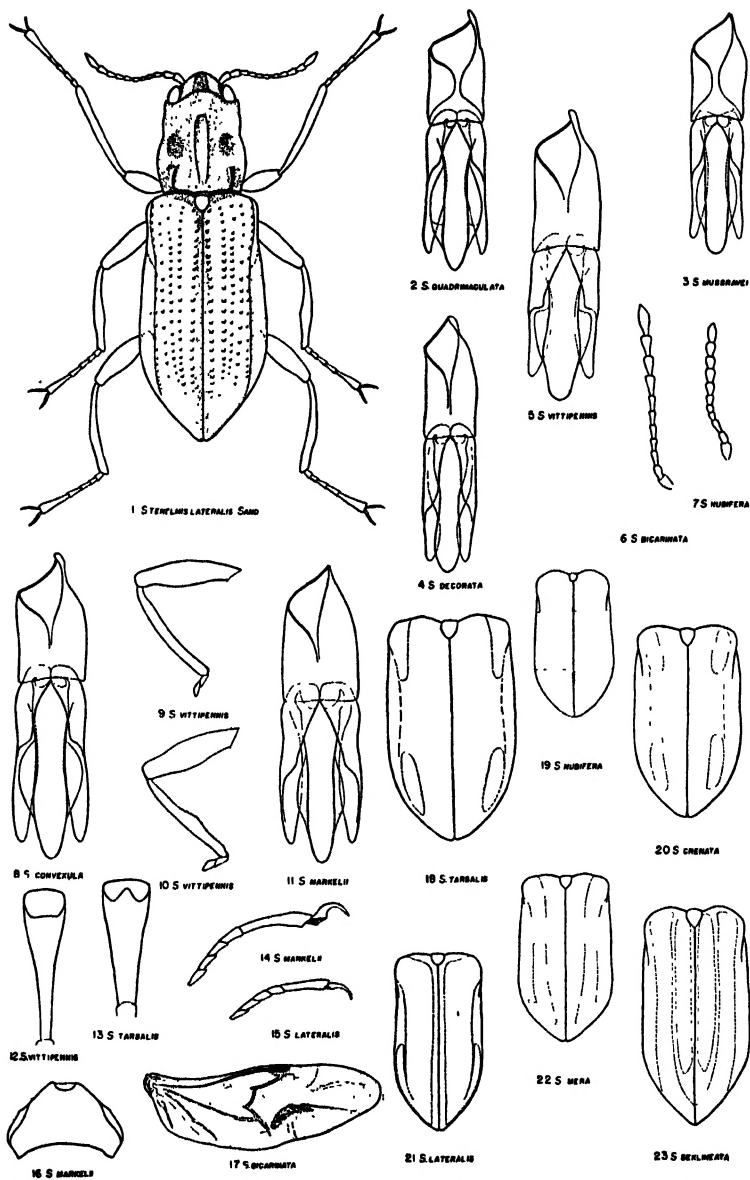 1 STENELMIS LATERALIS SAND
2 S. QUADRIMACULATA
3 S MUSGRAVEI
4 S DECORATA
5 S VITTIPENNIS
6 S BICARINATA
7 S NUBIFERA
8 S CONVEXULA
9 S VITTIPENNIS
10 S VITTIPENNIS
11 S MARKELII
12 S.VITTIPENNIS
13 S TARSALIS
14 S MARKELII
15 S LATERALIS
16 S MARKELII
17 S.BICARINATA
18 S.TARSALIS
19 S NUBIFERA
20 S CRENATA
21 S.LATERALIS
22 S MERA
23 S BEXLINEATA